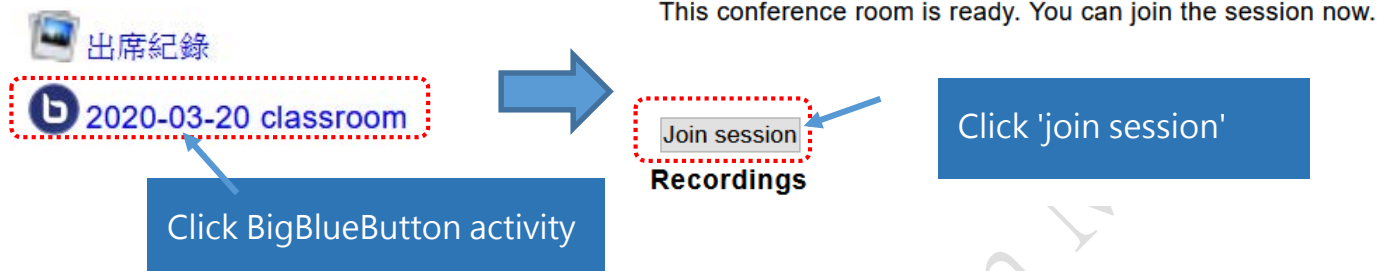 出席紀錄
2020-03-20 classroom
Click BigBlueButton activity
This conference room is ready. You can join the session now.
Join session
Recordings
Click 'join session'